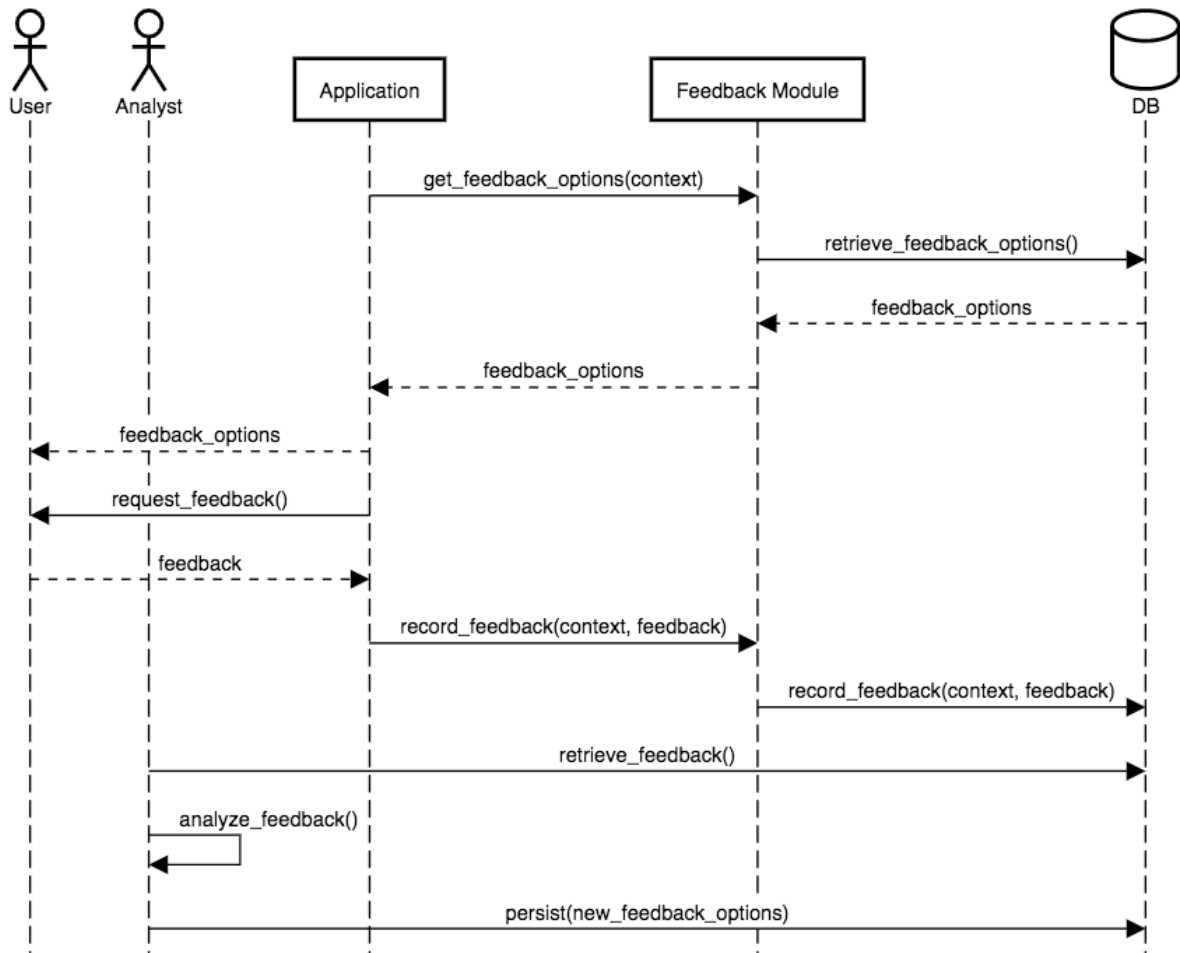 User
Analyst
Application
Feedback Module
DB
get_feedback_options(context)
retrieve_feedback_options()
feedback_options
feedback_options
feedback_options
request_feedback()
feedback
record_feedback(context, feedback)
record_feedback(context, feedback)
retrieve_feedback()
analyze_feedback()
persist(new_feedback_options)